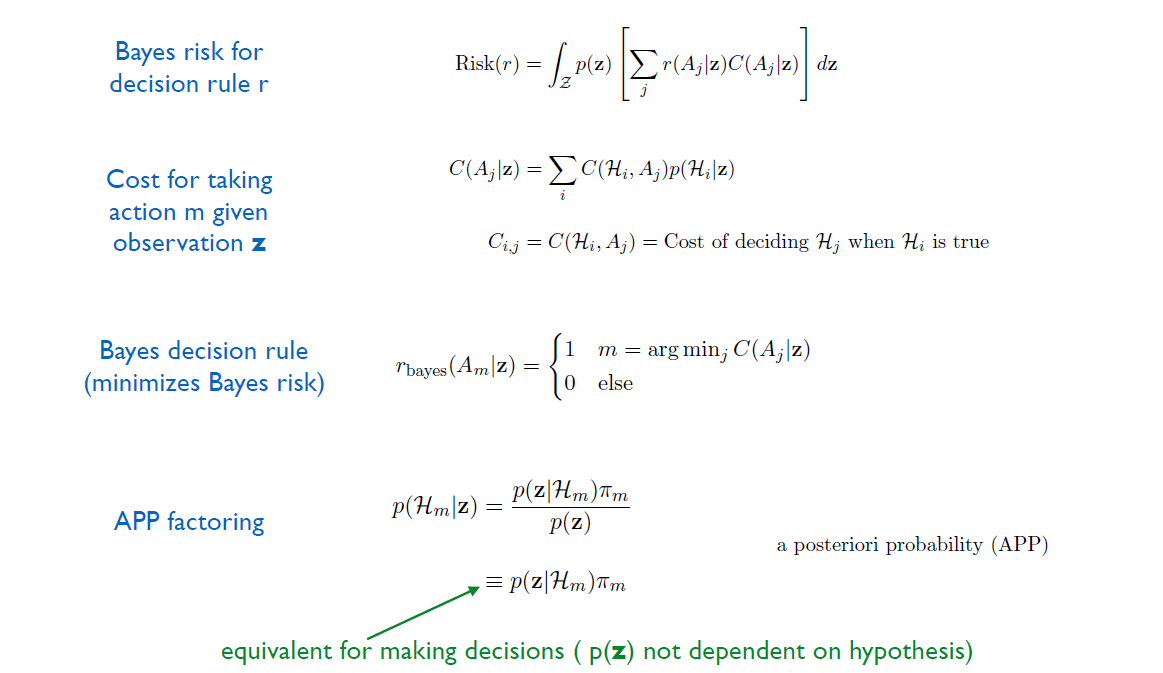 Bayes risk for
decision rule r
Risk(r) = ∫_𝒵 p(𝐳) [ ∑_j r(A_j|𝐳)C(A_j|𝐳) ] d𝐳
Cost for taking
action m given
observation 𝐳
C(A_j|𝐳) = ∑_i C(ℋ_i, A_j)p(ℋ_i|𝐳)
C_{i,j} = C(ℋ_i, A_j) = Cost of deciding ℋ_j when ℋ_i is true
Bayes decision rule
(minimizes Bayes risk)
r_bayes(A_m|𝐳) = { 1 m = arg min_j C(A_j|𝐳)
0 else
APP factoring
p(ℋ_m|𝐳) = p(𝐳|ℋ_m)π_m / p(𝐳)
a posteriori probability (APP)
≡ p(𝐳|ℋ_m)π_m
equivalent for making decisions ( p(𝐳) not dependent on hypothesis)